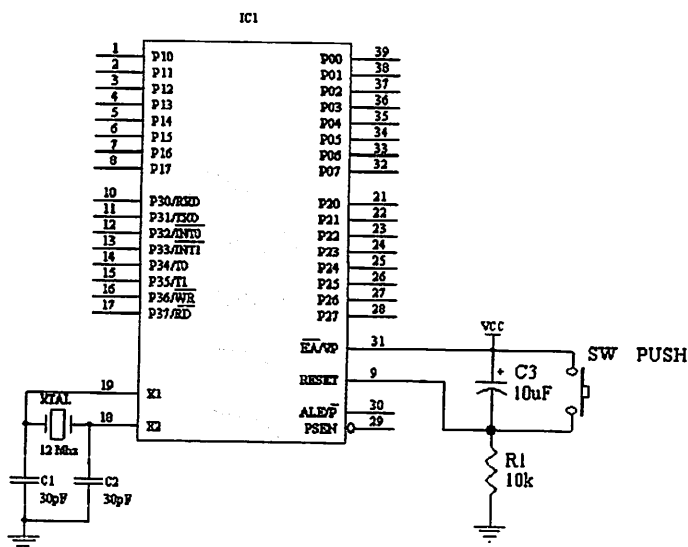 IC1
1 P10 P00 39
2 P11 P01 38
3 P12 P02 37
4 P13 P03 36
5 P14 P04 35
6 P15 P05 34
7 P16 P06 33
8 P17 P07 32
10 P30/RXD P20 21
11 P31/TXD P21 22
12 P32/INT0 P22 23
13 P33/INT1 P23 24
14 P34/T0 P24 25
15 P35/T1 P25 26
16 P36/WR P26 27
17 P37/RD P27 28
VCC
EA/VP 31
SW PUSH
19 X1 RESET 9
C3 +
10uF
XTAL
18 X2 ALE/P 30
PSEN 29
12 Mhz
R1
10k
C1
30pF
C2
30pF